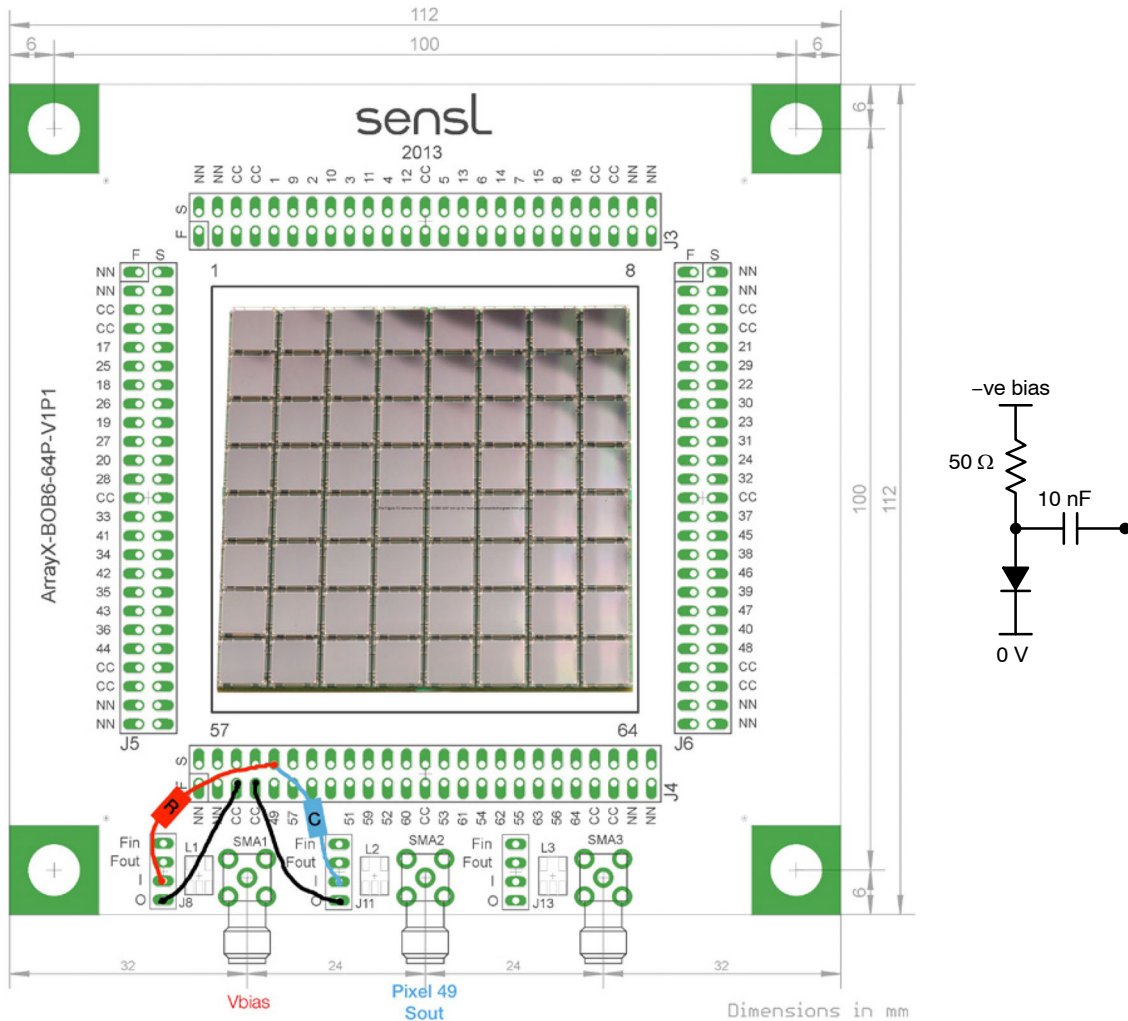 112
6
100
6
sensL
2013
NN NN CC CC 1 9 2 10 3 11 4 12 CC 5 13 6 14 7 15 8 16 CC CC NN NN
S
F
J3
F S
1
8
F S
NN
NN
CC
CC
17
25
18
26
19
27
20
28
CC
33
41
34
42
35
43
36
44
CC
CC
NN
NN
J5
ArrayX-BOB6-64P-V1P1
NN
NN
CC
CC
21
29
22
30
23
31
24
32
CC
37
45
38
46
39
47
40
48
CC
CC
NN
NN
J6
6
100
112
6
–ve bias
50 Ω
10 nF
0 V
57
64
S
F
J4
NN NN CC CC 49 57 51 59 52 60 CC 53 61 54 62 55 63 56 64 CC CC NN NN
R
C
Fin
Fout
I
O
L1
J8
SMA1
Fin
Fout
I
O
L2
J11
SMA2
Fin
Fout
I
O
L3
J13
SMA3
32
24
24
32
Vbias
Pixel 49
Sout
Dimensions in mm